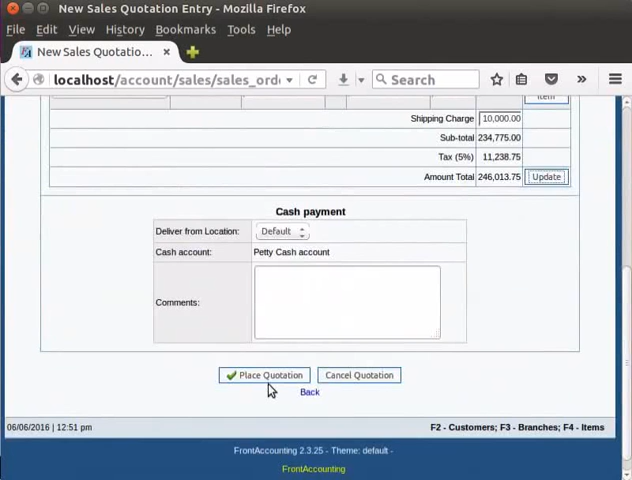 New Sales Quotation Entry - Mozilla Firefox
File Edit View History Bookmarks Tools Help
New Sales Quotatio... ×
localhost/account/sales/sales_ord
Search
Item
Shipping Charge 10,000.00
Sub-total 234,775.00
Tax (5%) 11,238.75
Amount Total 246,013.75 Update
Cash payment
Deliver from Location: Default
Cash account: Petty Cash account
Comments:
Place Quotation Cancel Quotation
Back
06/06/2016 | 12:51 pm F2 - Customers; F3 - Branches; F4 - Items
FrontAccounting 2.3.25 - Theme: default -
FrontAccounting